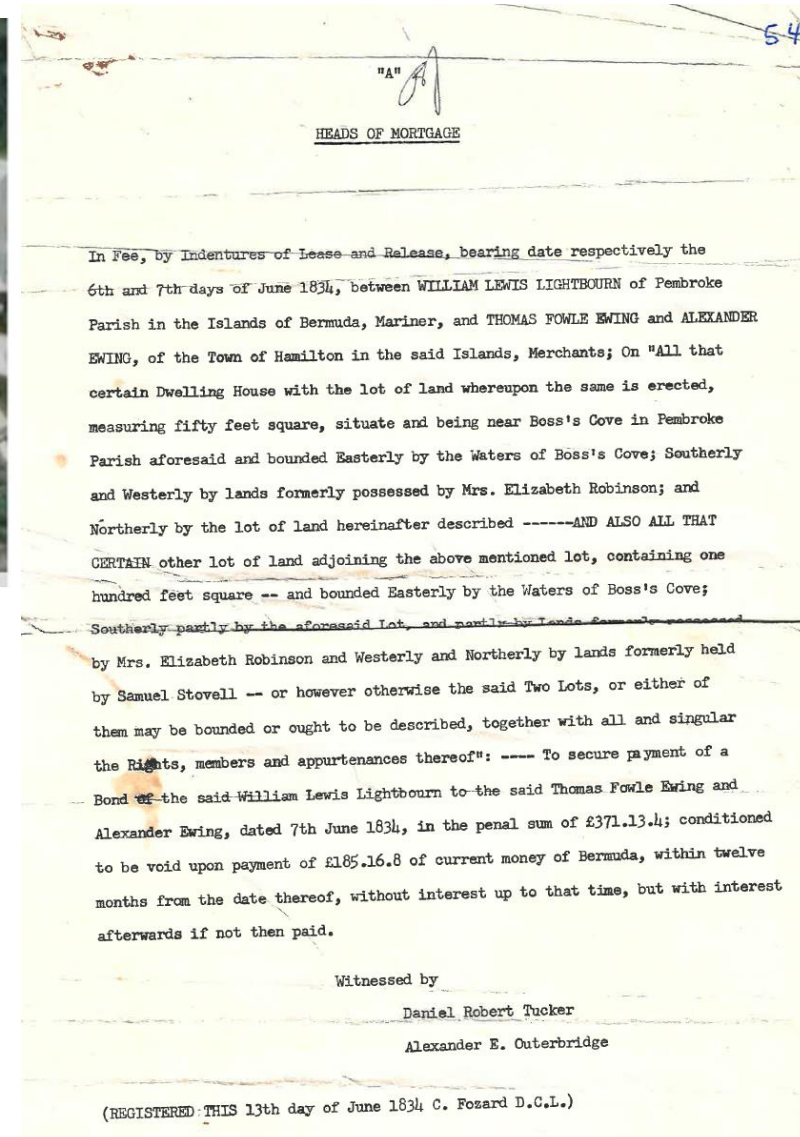 54
"A"
HEADS OF MORTGAGE
In Fee, by Indentures of Lease and Release, bearing date respectively the
6th and 7th days of June 1834, between WILLIAM LEWIS LIGHTBOURN of Pembroke
Parish in the Islands of Bermuda, Mariner, and THOMAS FOWLE EWING and ALEXANDER
EWING, of the Town of Hamilton in the said Islands, Merchants; On "All that
certain Dwelling House with the lot of land whereupon the same is erected,
measuring fifty feet square, situate and being near Boss's Cove in Pembroke
Parish aforesaid and bounded Easterly by the Waters of Boss's Cove; Southerly
and Westerly by lands formerly possessed by Mrs. Elizabeth Robinson; and
Northerly by the lot of land hereinafter described ------AND ALSO ALL THAT
CERTAIN other lot of land adjoining the above mentioned lot, containing one
hundred feet square -- and bounded Easterly by the Waters of Boss's Cove;
Southerly partly by the aforesaid Lot, and partly by Lands formerly possessed
by Mrs. Elizabeth Robinson and Westerly and Northerly by lands formerly held
by Samuel Stovell -- or however otherwise the said Two Lots, or either of
them may be bounded or ought to be described, together with all and singular
the Rights, members and appurtenances thereof": ---- To secure payment of a
Bond of the said William Lewis Lightbourn to the said Thomas Fowle Ewing and
Alexander Ewing, dated 7th June 1834, in the penal sum of £371.13.4; conditioned
to be void upon payment of £185.16.8 of current money of Bermuda, within twelve
months from the date thereof, without interest up to that time, but with interest
afterwards if not then paid.
Witnessed by
Daniel Robert Tucker
Alexander E. Outerbridge
(REGISTERED THIS 13th day of June 1834 C. Fozard D.C.L.)